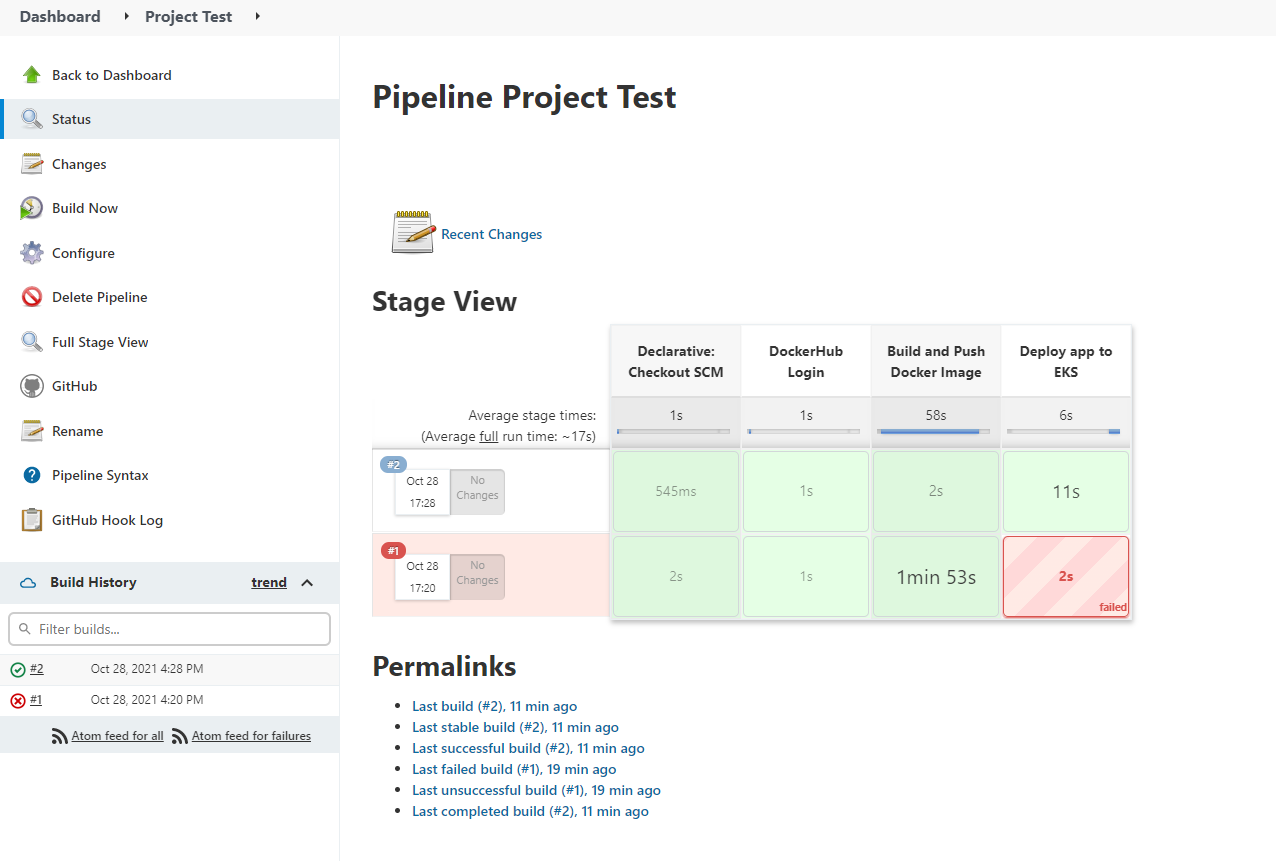 Dashboard
Project Test
Back to Dashboard
Status
Changes
Build Now
Configure
Delete Pipeline
Full Stage View
GitHub
Rename
Pipeline Syntax
GitHub Hook Log
Build History
trend
Filter builds...
#2
Oct 28, 2021 4:28 PM
#1
Oct 28, 2021 4:20 PM
Atom feed for all
Atom feed for failures
Pipeline Project Test
Recent Changes
Stage View
Declarative:
Checkout SCM
DockerHub
Login
Build and Push
Docker Image
Deploy app to
EKS
Average stage times:
(Average full run time: ~17s)
1s
1s
58s
6s
#2
Oct 28
17:28
No
Changes
545ms
1s
2s
11s
#1
Oct 28
17:20
No
Changes
2s
1s
1min 53s
2s
failed
Permalinks
Last build (#2), 11 min ago
Last stable build (#2), 11 min ago
Last successful build (#2), 11 min ago
Last failed build (#1), 19 min ago
Last unsuccessful build (#1), 19 min ago
Last completed build (#2), 11 min ago